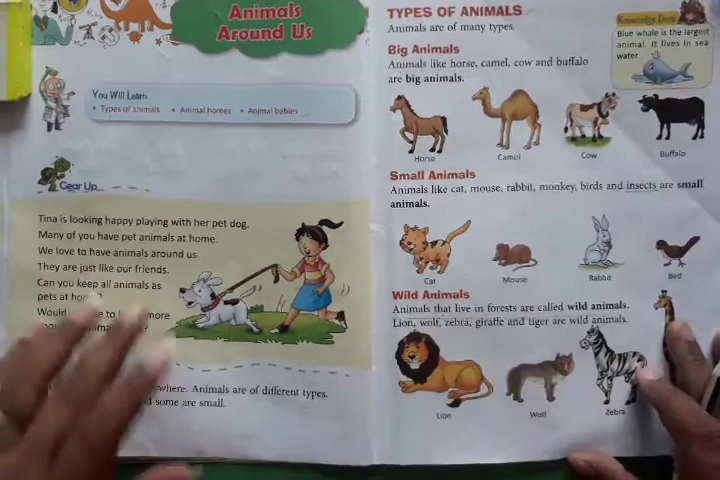 Animals
Around Us
You Will Learn
• Types of animals • Animal homes • Animal babies
Gear Up
Tina is looking happy playing with her pet dog.
Many of you have pet animals at home.
We love to have animals around us.
They are just like our friends.
Can you keep all animals as
pets at
Would to more
where. Animals are of different types.
some are small.
TYPES OF ANIMALS
Animals are of many types.
Big Animals
Animals like horse, camel, cow and buffalo
are big animals.
Knowledge Desk
Blue whale is the largest
animal. It lives in sea
water.
Horse
Camel
Cow
Buffalo
Small Animals
Animals like cat, mouse, rabbit, monkey, birds and insects are small
animals.
Cat
Mouse
Rabbit
Bird
Wild Animals
Animals that live in forests are called wild animals.
Lion, wolf, zebra, giraffe and tiger are wild animals.
Lion
Wolf
Zebra